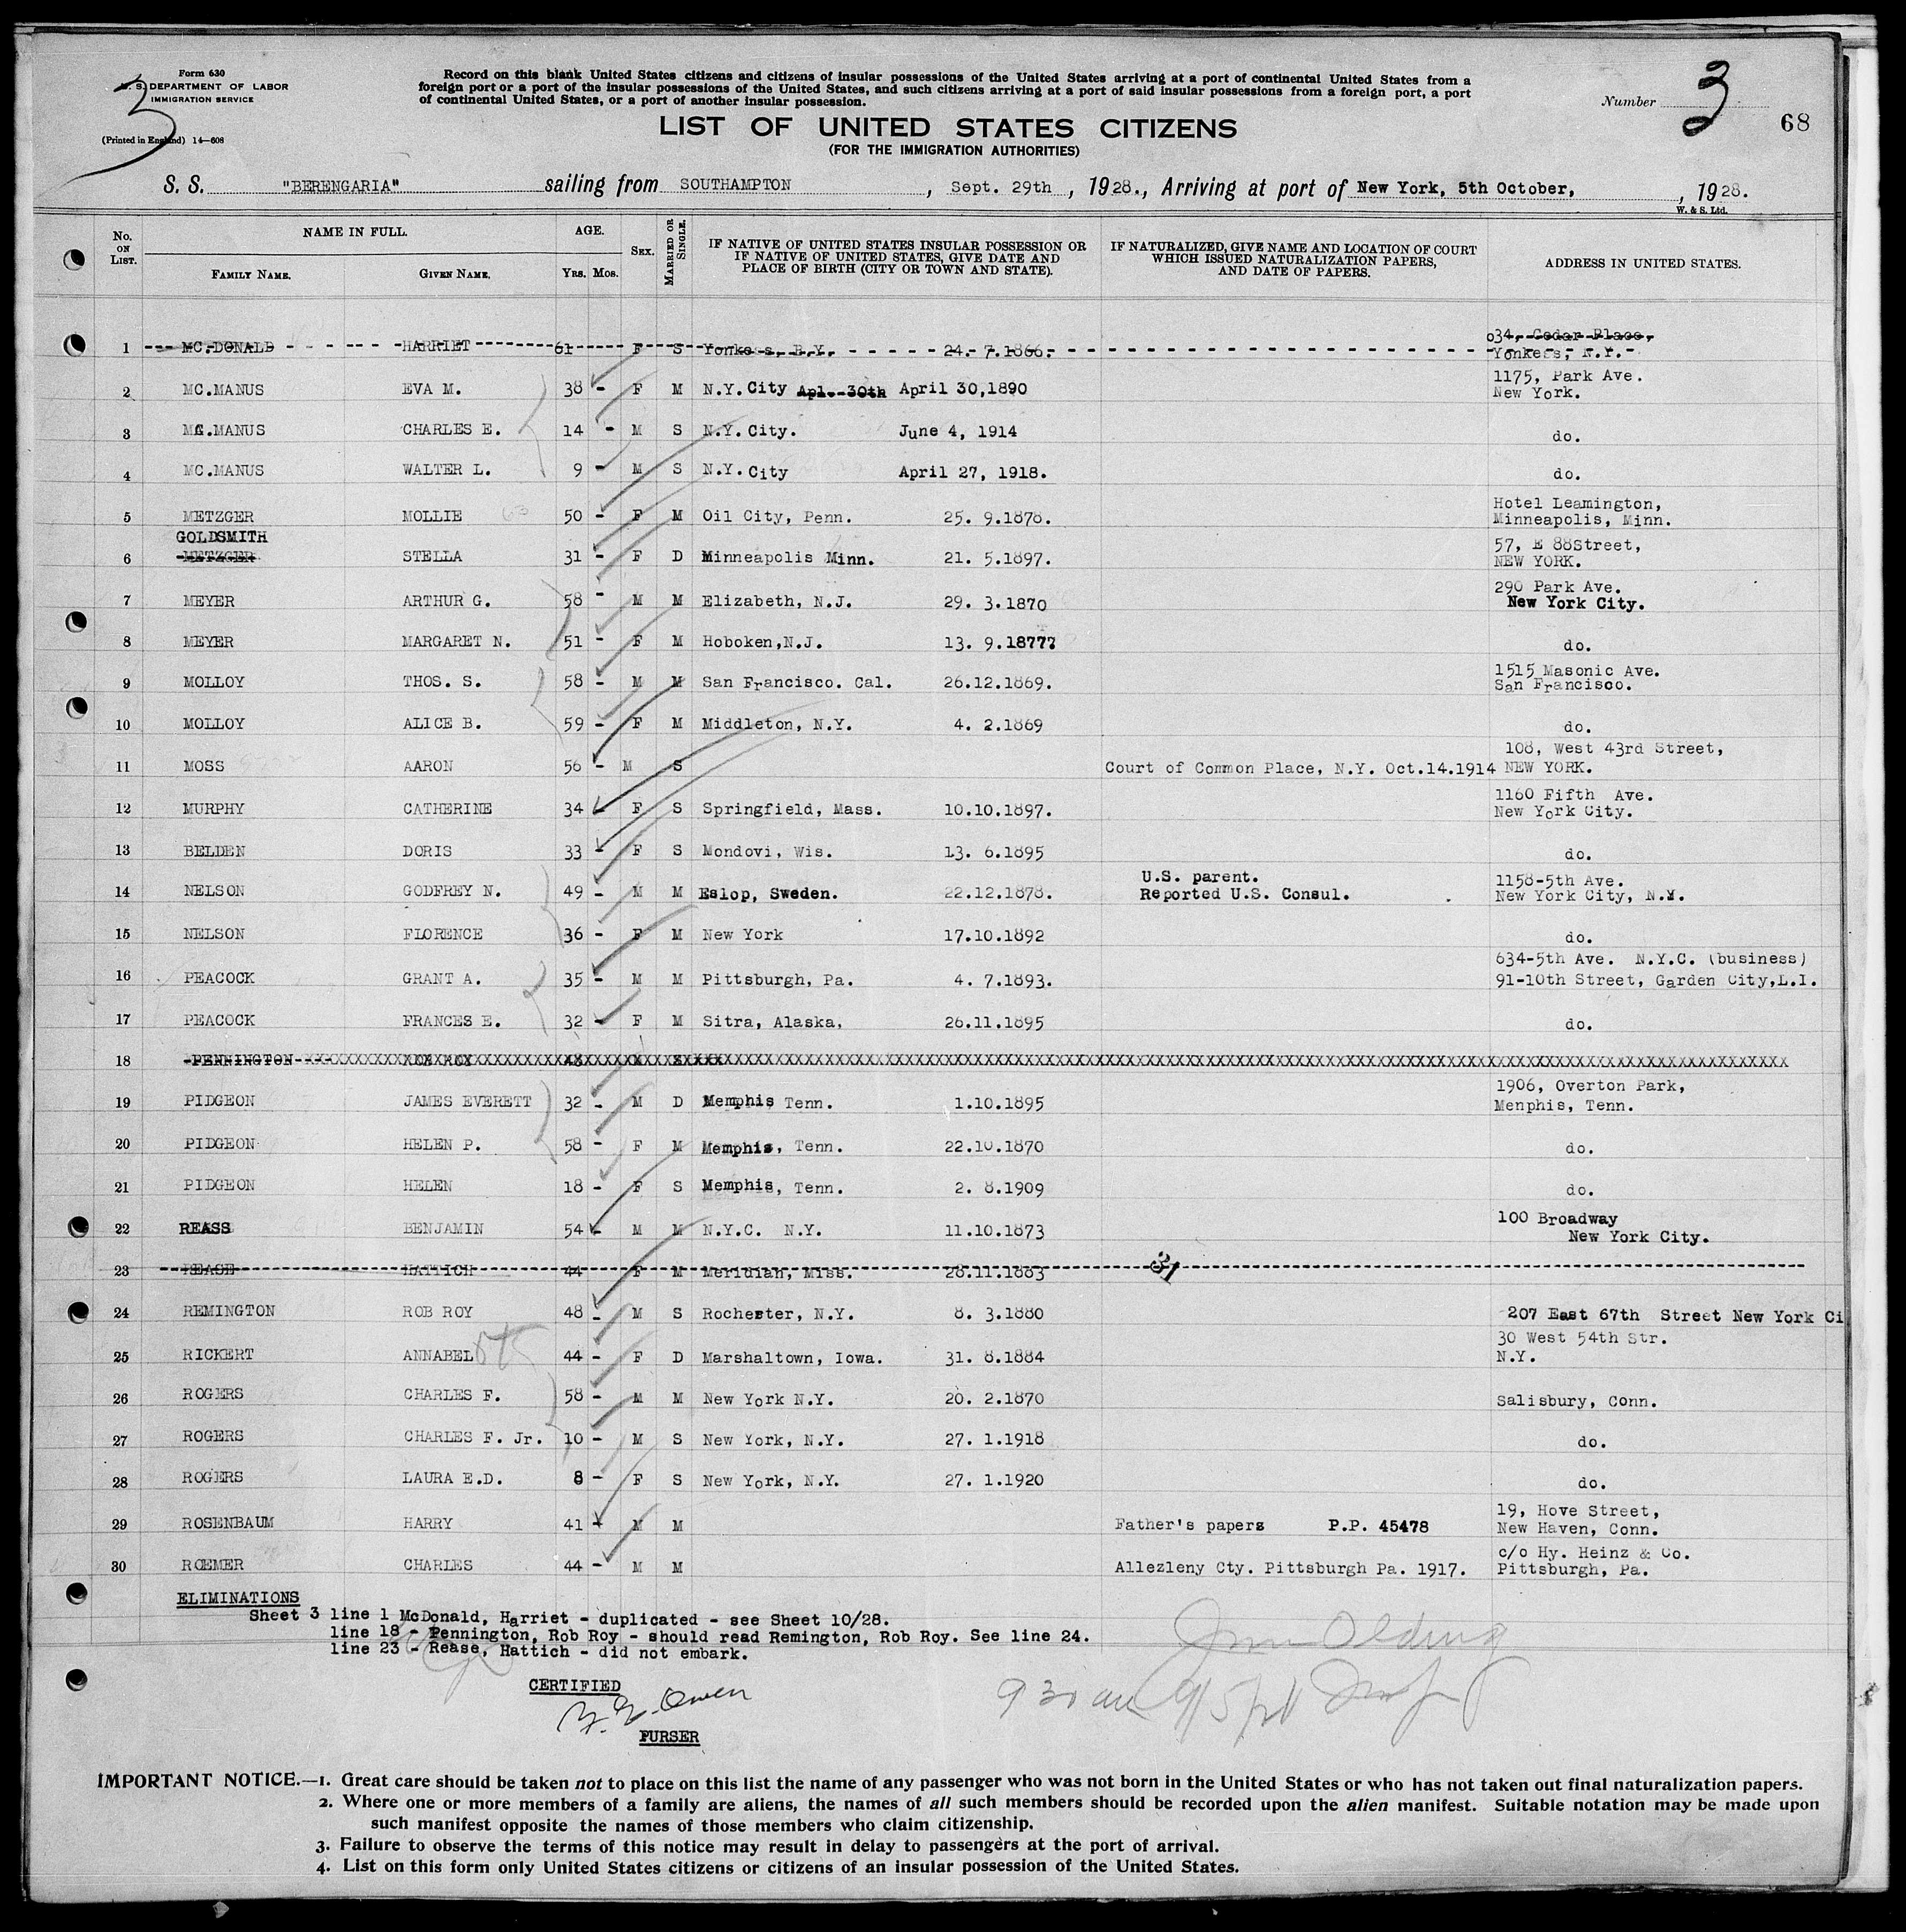 Form 630
U. S. DEPARTMENT OF LABOR
IMMIGRATION SERVICE
(Printed in England) 14—608
3
Record on this blank United States citizens and citizens of insular possessions of the United States arriving at a port of continental United States from a
foreign port or a port of the insular possessions of the United States, and such citizens arriving at a port of said insular possessions from a foreign port, a port
of continental United States, or a port of another insular possession.
Number 3
68
LIST OF UNITED STATES CITIZENS
(FOR THE IMMIGRATION AUTHORITIES)
S. S. "BERENGARIA" sailing from SOUTHAMPTON, Sept. 29th, 1928., Arriving at port of New York, 5th October, 1928.
W. & S. Ltd.
No. ON LIST. NAME IN FULL. FAMILY NAME. GIVEN NAME. AGE. YRS. MOS. SEX. MARRIED OR SINGLE. IF NATIVE OF UNITED STATES INSULAR POSSESSION OR IF NATIVE OF UNITED STATES, GIVE DATE AND PLACE OF BIRTH (CITY OR TOWN AND STATE). IF NATURALIZED, GIVE NAME AND LOCATION OF COURT WHICH ISSUED NATURALIZATION PAPERS, AND DATE OF PAPERS. ADDRESS IN UNITED STATES.
1 MC.DONALD HARRIET 61 F S Yonkers, N.Y. 24. 7.1866. 34, Cedar Place,
Yonkers, N.Y.
2 MC.MANUS EVA M. 38 - F M N.Y. City Apl. 30th April 30,1890 1175, Park Ave.
New York.
3 MC.MANUS CHARLES E. 14 - M S N.Y. City. June 4, 1914 do.
4 MC.MANUS WALTER L. 9 - M S N.Y. City April 27, 1918. do.
5 METZGER MOLLIE 50 - F M Oil City, Penn. 25. 9.1878. Hotel Leamington,
Minneapolis, Minn.
GOLDSMITH
6 METZGER STELLA 31 - F D Minneapolis Minn. 21. 5.1897. 57, E 88Street,
NEW YORK.
7 MEYER ARTHUR G. 58 - M M Elizabeth, N.J. 29. 3.1870 290 Park Ave.
New York City.
8 MEYER MARGARET N. 51 - F M Hoboken,N.J. 13. 9.1877 do.
9 MOLLOY THOS. S. 58 - M M San Francisco. Cal. 26.12.1869. 1515 Masonic Ave.
San Francisco.
10 MOLLOY ALICE B. 59 - F M Middleton, N.Y. 4. 2.1869 do.
11 MOSS AARON 56 - M S Court of Common Place, N.Y. Oct.14.1914 108, West 43rd Street,
NEW YORK.
12 MURPHY CATHERINE 34 - F S Springfield, Mass. 10.10.1897. 1160 Fifth Ave.
New York City.
13 BELDEN DORIS 33 - F S Mondovi, Wis. 13. 6.1895 do.
14 NELSON GODFREY N. 49 - M M Eslop, Sweden. 22.12.1878. U.S. parent.
Reported U.S. Consul. 1158-5th Ave.
New York City, N.Y.
15 NELSON FLORENCE 36 - F M New York 17.10.1892 do.
16 PEACOCK GRANT A. 35 - M M Pittsburgh, Pa. 4. 7.1893. 634-5th Ave. N.Y.C. (business)
91-10th Street, Garden City,L.I.
17 PEACOCK FRANCES E. 32 - F M Sitra, Alaska, 26.11.1895 do.
18 PENNINGTON ROB ROY 48 M S
19 PIDGEON JAMES EVERETT 32 - M D Memphis Tenn. 1.10.1895 1906, Overton Park,
Menphis, Tenn.
20 PIDGEON HELEN P. 58 - F M Memphis, Tenn. 22.10.1870 do.
21 PIDGEON HELEN 18 - F S Memphis, Tenn. 2. 8.1909 do.
22 REASS BENJAMIN 54 - M M N.Y.C. N.Y. 11.10.1873 100 Broadway
New York City.
23 REASE HATTICH 44 F M Meridian, Miss. 28.11.1883 31
24 REMINGTON ROB ROY 48 - M S Rochester, N.Y. 8. 3.1880 207 East 67th Street New York Ci
25 RICKERT ANNABEL 44 - F D Marshaltown, Iowa. 31. 8.1884 30 West 54th Str.
N.Y.
26 ROGERS CHARLES F. 58 - M M New York N.Y. 20. 2.1870 Salisbury, Conn.
27 ROGERS CHARLES F. Jr. 10 - M S New York, N.Y. 27. 1.1918 do.
28 ROGERS LAURA E.D. 8 - F S New York, N.Y. 27. 1.1920 do.
29 ROSENBAUM HARRY 41 - M M Father's papers P.P. 45478 19, Hove Street,
New Haven, Conn.
30 ROEMER CHARLES 44 - M M Allezleny Cty. Pittsburgh Pa. 1917. c/o Hy. Heinz & Co.
Pittsburgh, Pa.
ELIMINATIONS
Sheet 3 line 1 McDonald, Harriet - duplicated - see Sheet 10/28.
line 18 - Pennington, Rob Roy - should read Remington, Rob Roy. See line 24.
line 23 - Rease, Hattich - did not embark.
CERTIFIED
Owen
PURSER
9 30 am
IMPORTANT NOTICE.—1. Great care should be taken not to place on this list the name of any passenger who was not born in the United States or who has not taken out final naturalization papers.
2. Where one or more members of a family are aliens, the names of all such members should be recorded upon the alien manifest. Suitable notation may be made upon
such manifest opposite the names of those members who claim citizenship.
3. Failure to observe the terms of this notice may result in delay to passengers at the port of arrival.
4. List on this form only United States citizens or citizens of an insular possession of the United States.